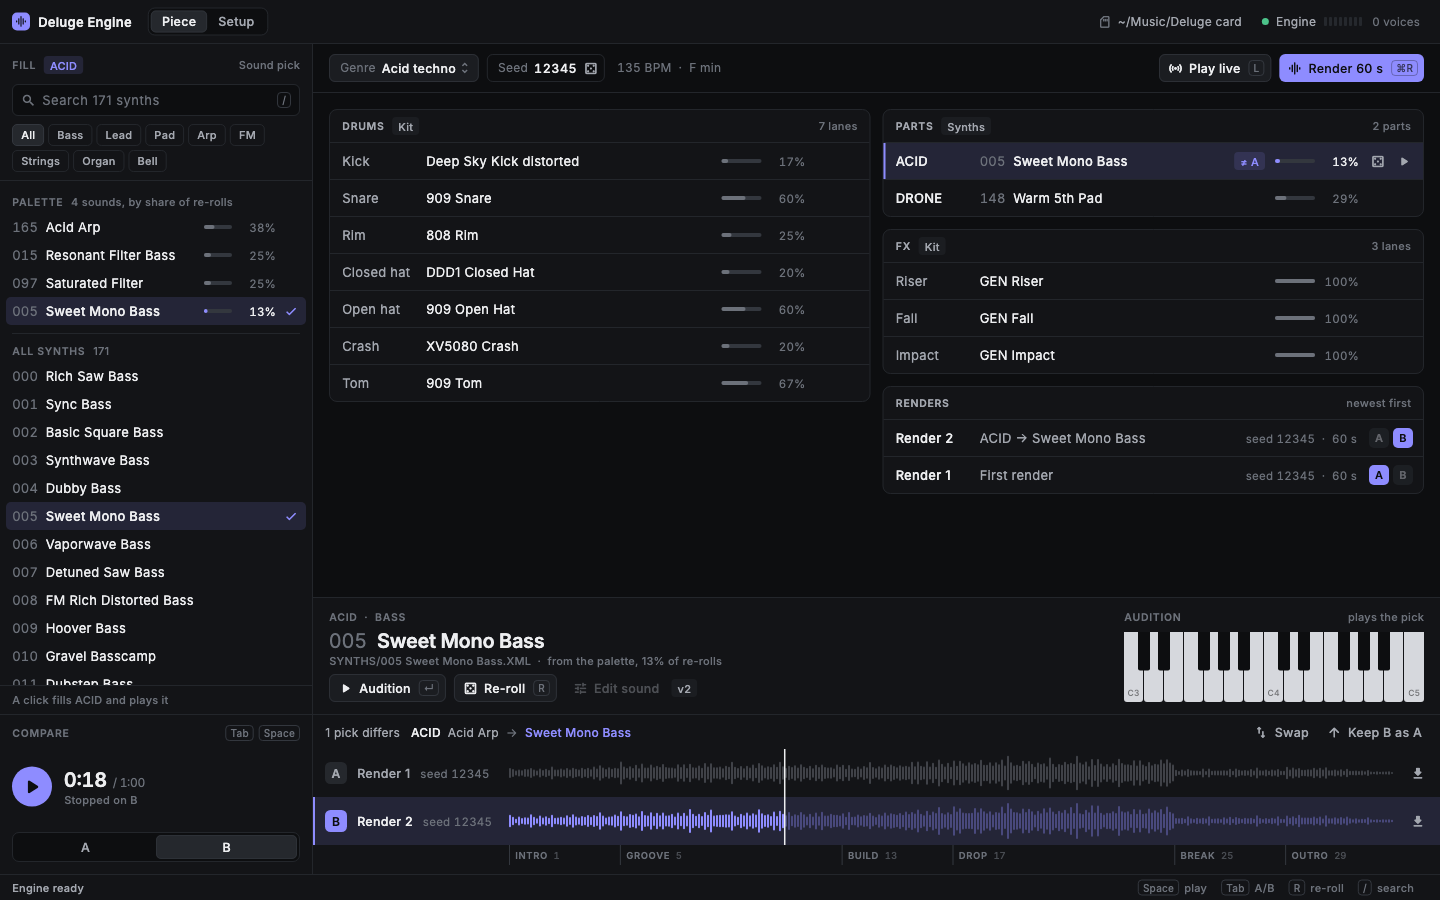 Deluge Engine Piece Setup ~/Music/Deluge card Engine 0 voices
FILL ACID Sound pick
Search 171 synths /
All Bass Lead Pad Arp FM
Strings Organ Bell
PALETTE 4 sounds, by share of re-rolls
165 Acid Arp 38%
015 Resonant Filter Bass 25%
097 Saturated Filter 25%
005 Sweet Mono Bass 13%
ALL SYNTHS 171
000 Rich Saw Bass
001 Sync Bass
002 Basic Square Bass
003 Synthwave Bass
004 Dubby Bass
005 Sweet Mono Bass
006 Vaporwave Bass
007 Detuned Saw Bass
008 FM Rich Distorted Bass
009 Hoover Bass
010 Gravel Basscamp
011 Dubstep Bass
A click fills ACID and plays it
Genre Acid techno Seed 12345 135 BPM · F min Play live L Render 60 s ⌘R
DRUMS Kit 7 lanes
Kick Deep Sky Kick distorted 17%
Snare 909 Snare 60%
Rim 808 Rim 25%
Closed hat DDD1 Closed Hat 20%
Open hat 909 Open Hat 60%
Crash XV5080 Crash 20%
Tom 909 Tom 67%
PARTS Synths 2 parts
ACID 005 Sweet Mono Bass ≠ A 13%
DRONE 148 Warm 5th Pad 29%
FX Kit 3 lanes
Riser GEN Riser 100%
Fall GEN Fall 100%
Impact GEN Impact 100%
RENDERS newest first
Render 2 ACID → Sweet Mono Bass seed 12345 · 60 s A B
Render 1 First render seed 12345 · 60 s A B
ACID · BASS
005 Sweet Mono Bass
SYNTHS/005 Sweet Mono Bass.XML · from the palette, 13% of re-rolls
Audition ↵ Re-roll R Edit sound v2
AUDITION plays the pick
C3 C4 C5
COMPARE Tab Space
0:18 / 1:00
Stopped on B
A B
1 pick differs ACID Acid Arp → Sweet Mono Bass Swap Keep B as A
A Render 1 seed 12345
B Render 2 seed 12345
INTRO 1 GROOVE 5 BUILD 13 DROP 17 BREAK 25 OUTRO 29
Engine ready Space play Tab A/B R re-roll / search